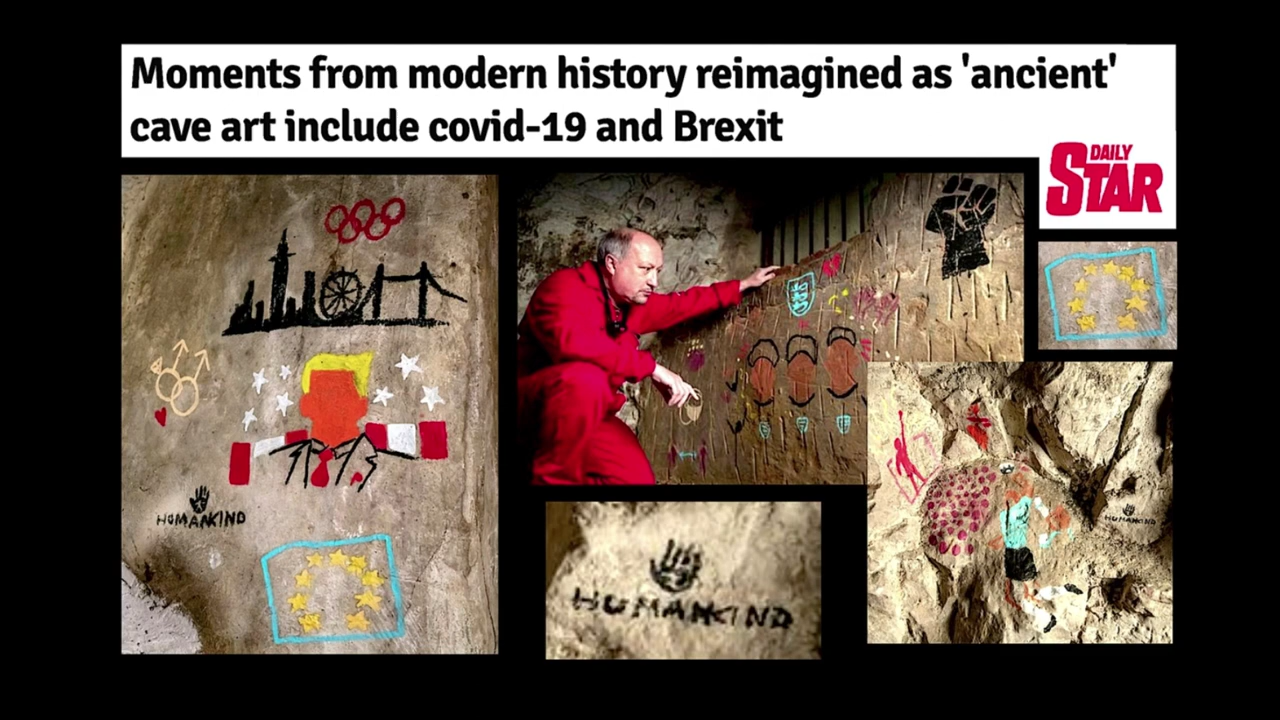 Moments from modern history reimagined as 'ancient'
cave art include covid-19 and Brexit
DAILY
STAR
HUMANKIND
HUMANKIND
HUMANKIND